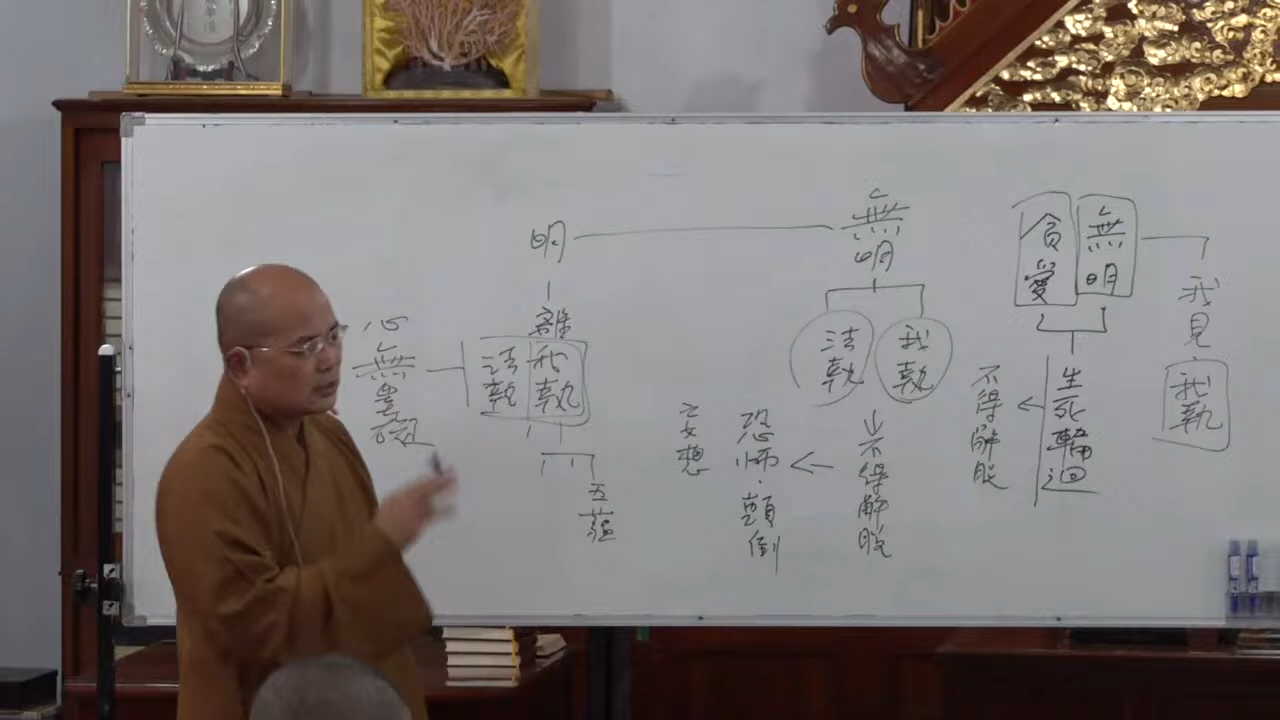 無明
貪愛
我見
我執
生死輪迴
不得解脫
無明
我執
法執
不得解脫
恐怖·顛倒
妄想
明
離
我執
法執
五蘊
心無罣礙